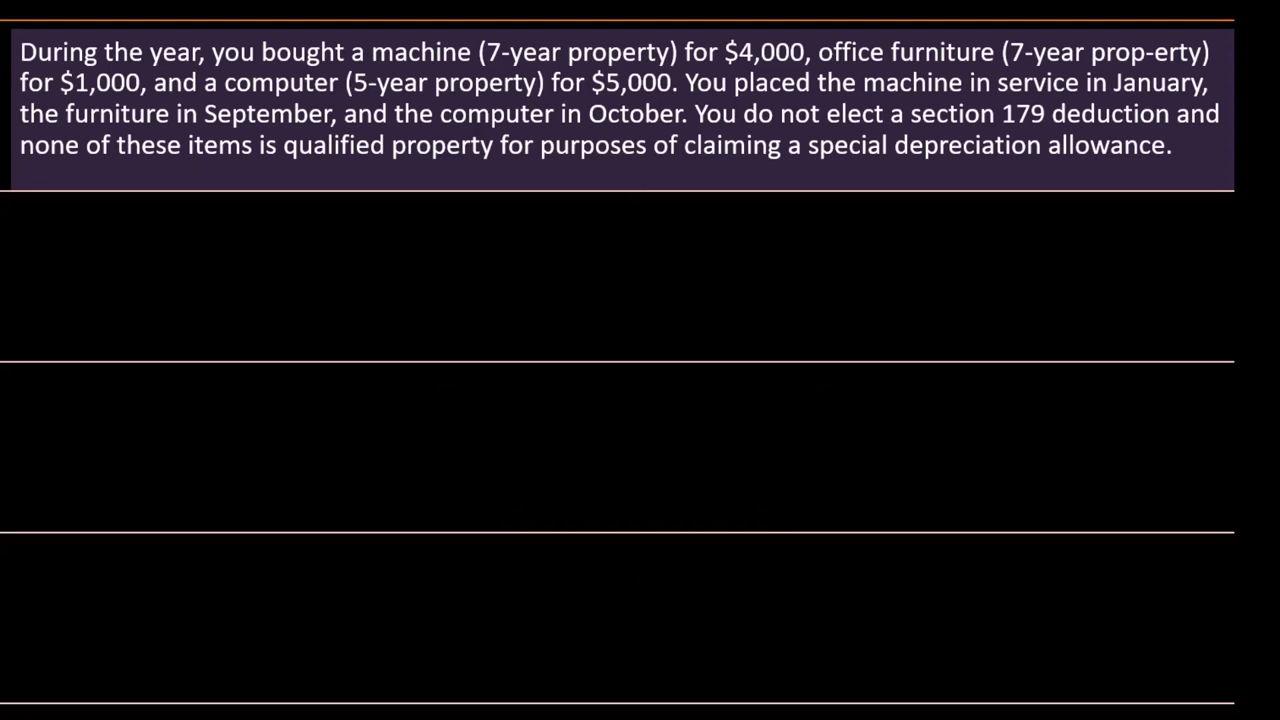 During the year, you bought a machine (7-year property) for $4,000, office furniture (7-year prop-erty)
for $1,000, and a computer (5-year property) for $5,000. You placed the machine in service in January,
the furniture in September, and the computer in October. You do not elect a section 179 deduction and
none of these items is qualified property for purposes of claiming a special depreciation allowance.